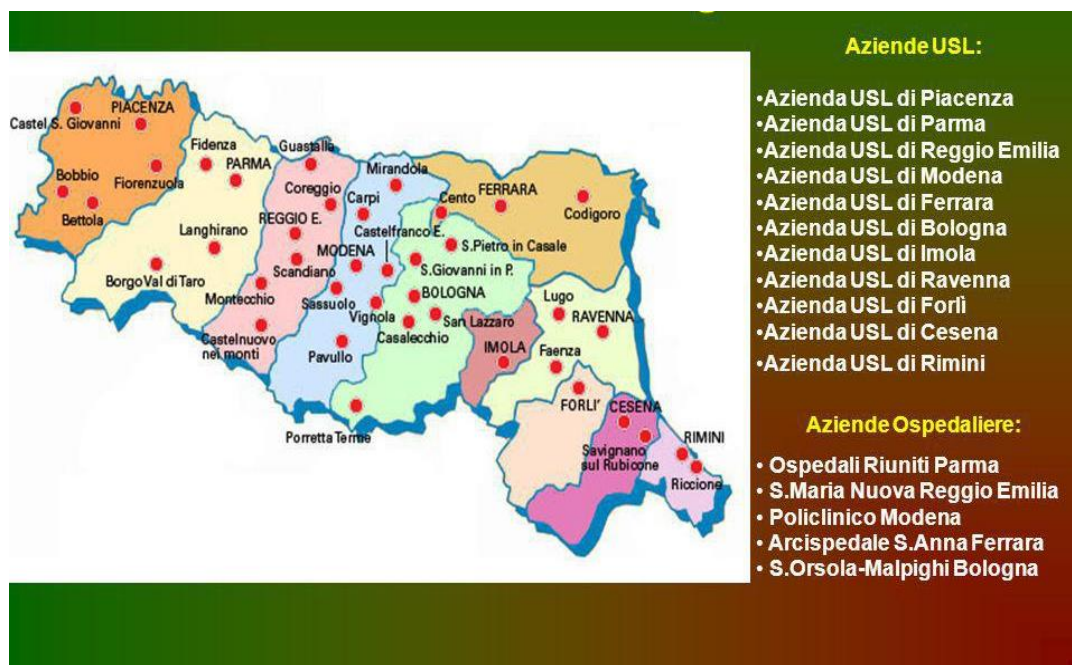 PIACENZA
Castel S. Giovanni
Fidenza
Guastalla
Mirandola
Bobbio
Fiorenzuola
PARMA
Coreggio
Carpi
Cento
FERRARA
Codigoro
Bettola
REGGIO E.
Castelfranco E.
Langhirano
MODENA
S.Pietro in Casale
Borgo Val di Taro
Scandiano
S.Giovanni in P.
Montecchio
Sassuolo
BOLOGNA
Lugo
Vignola
San Lazzaro
RAVENNA
Castelnuovo
nei monti
Pavullo
Casalecchio
IMOLA
Faenza
Porretta Terme
FORLI'
CESENA
Savignano
sul Rubicone
RIMINI
Riccione
Aziende USL:
•Azienda USL di Piacenza
•Azienda USL di Parma
•Azienda USL di Reggio Emilia
•Azienda USL di Modena
•Azienda USL di Ferrara
•Azienda USL di Bologna
•Azienda USL di Imola
•Azienda USL di Ravenna
•Azienda USL di Forlì
•Azienda USL di Cesena
•Azienda USL di Rimini
Aziende Ospedaliere:
• Ospedali Riuniti Parma
• S.Maria Nuova Reggio Emilia
• Policlinico Modena
• Arcispedale S.Anna Ferrara
• S.Orsola-Malpighi Bologna